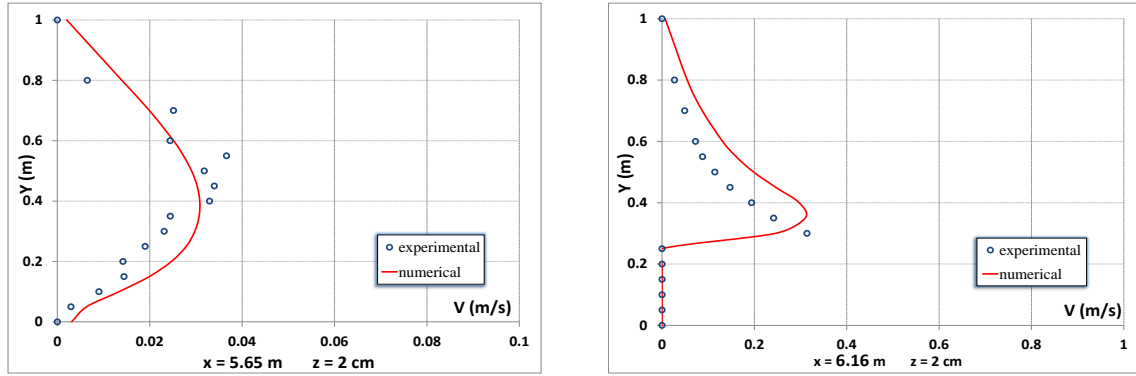 1
0.8
0.6
0.4
0.2
0
Y (m)
experimental
numerical
V (m/s)
0 0.02 0.04 0.06 0.08 0.1
x = 5.65 m z = 2 cm
1
0.8
0.6
0.4
0.2
0
Y (m)
experimental
numerical
V (m/s)
0 0.2 0.4 0.6 0.8 1
x = 6.16 m z = 2 cm